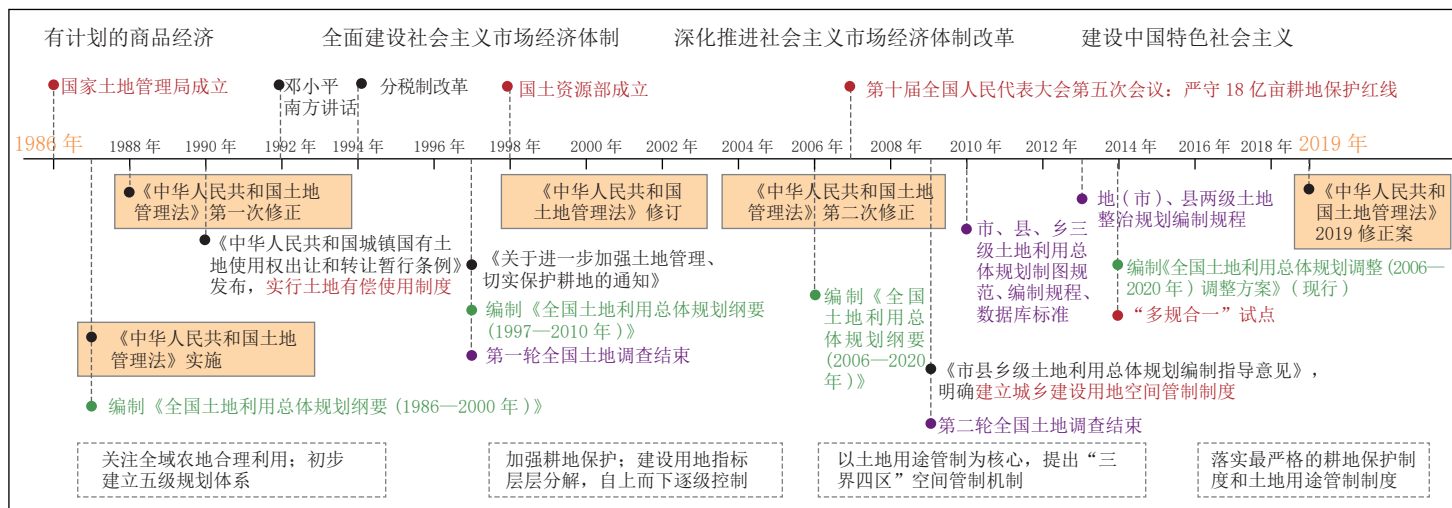 有计划的商品经济
全面建设社会主义市场经济体制
深化推进社会主义市场经济体制改革
建设中国特色社会主义
国家土地管理局成立
邓小平
南方讲话
分税制改革
国土资源部成立
第十届全国人民代表大会第五次会议：严守 18 亿亩耕地保护红线
1986 年
1988 年
1990 年
1992 年
1994 年
1996 年
1998 年
2000 年
2002 年
2004 年
2006 年
2008 年
2010 年
2012 年
2014 年
2016 年
2018 年
2019 年
《中华人民共和国土地
管理法》第一次修正
《中华人民共和国城镇国有土
地使用权出让和转让暂行条例》
发布，实行土地有偿使用制度
《中华人民共和国土地
管理法》实施
编制《全国土地利用总体规划纲要 (1986—2000 年)》
《中华人民共和国
土地管理法》修订
《关于进一步加强土地管理、
切实保护耕地的通知》
编制《全国土地利用总体规划纲要
(1997—2010 年)》
第一轮全国土地调查结束
《中华人民共和国土地
管理法》第二次修正
编制《全国
土地利用总
体规划纲要
(2006—2020
年)》
市、县、乡三
级土地利用总
体规划制图规
范、编制规程、
数据库标准
《市县乡级土地利用总体规划编制指导意见》，
明确建立城乡建设用地空间管制制度
第二轮全国土地调查结束
地(市)、县两级土地
整治规划编制规程
编制《全国土地利用总体规划调整 (2006—
2020 年) 调整方案》(现行)
“多规合一”试点
《中华人民共和
国土地管理法》
2019 修正案
关注全域农地合理利用；初步
建立五级规划体系
加强耕地保护；建设用地指标
层层分解，自上而下逐级控制
以土地用途管制为核心，提出“三
界四区”空间管制机制
落实最严格的耕地保护制
度和土地用途管制制度